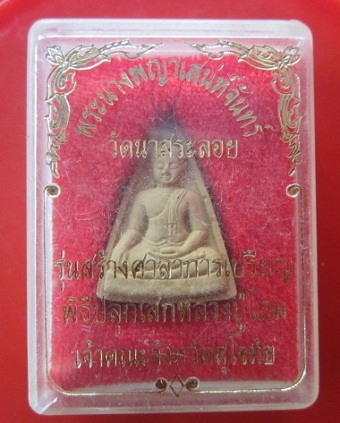 พระนางพญาเสน่ห์จันทร์
วัดนาสระลอย
รุ่นสร้างศาลาการเปรียญ
พิธีปลุกเสกหลวงปู่โถม
เจ้าคณะจังหวัดสุโขทัย